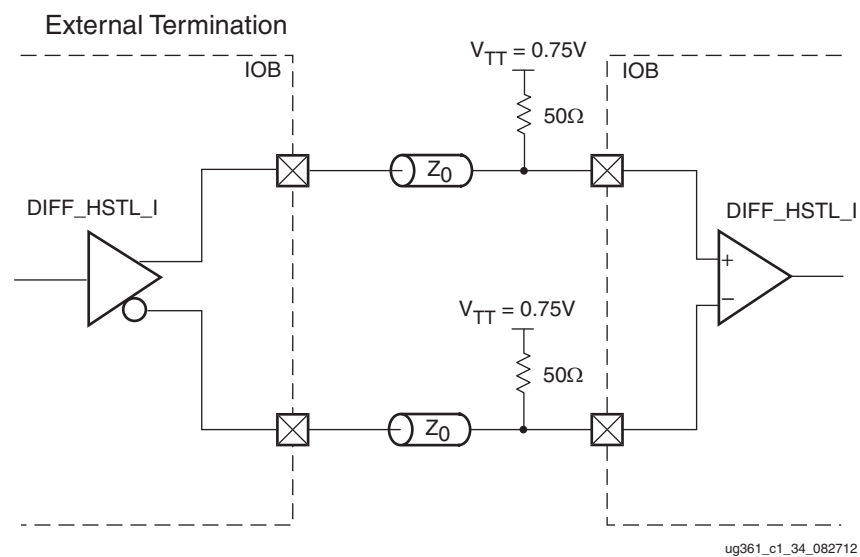 External Termination
IOB
V_TT = 0.75V
IOB
50Ω
Z_0
DIFF_HSTL_I
DIFF_HSTL_I
+
−
V_TT = 0.75V
50Ω
Z_0
ug361_c1_34_082712